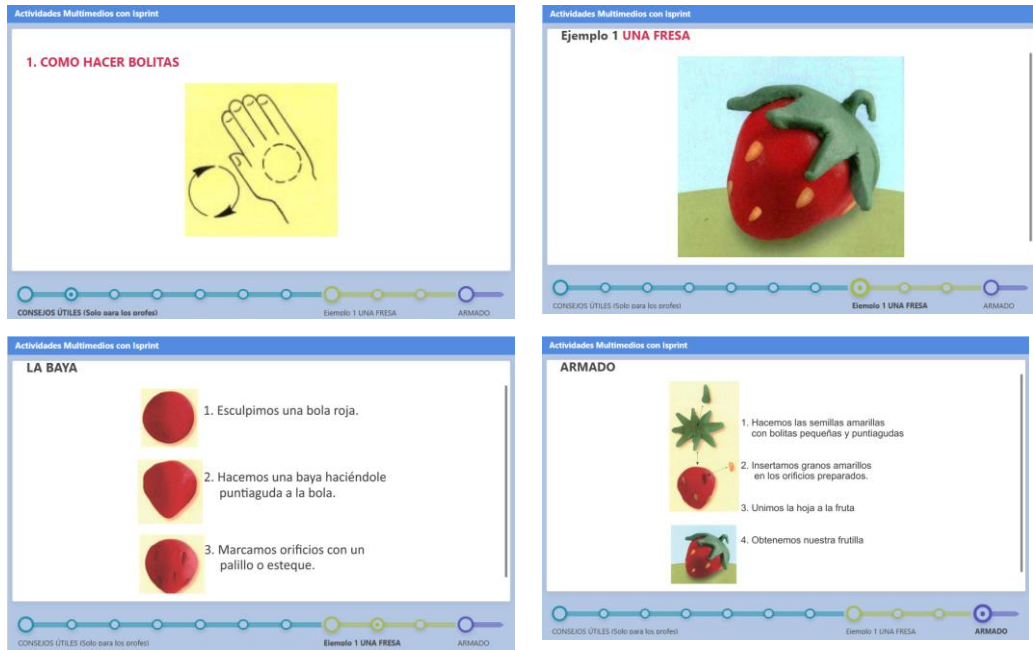 Actividades Multimedios con Isprint
1. COMO HACER BOLITAS
CONSEJOS ÚTILES (Solo para los profes)
Ejemplo 1 UNA FRESA
ARMADO
Actividades Multimedios con Isprint
Ejemplo 1 UNA FRESA
CONSEJOS ÚTILES (Solo para los profes)
Ejemplo 1 UNA FRESA
ARMADO
Actividades Multimedios con Isprint
LA BAYA
1. Esculpimos una bola roja.
2. Hacemos una baya haciéndole
puntiaguda a la bola.
3. Marcamos orificios con un
palillo o esteque.
CONSEJOS ÚTILES (Solo para los profes)
Ejemplo 1 UNA FRESA
ARMADO
Actividades Multimedios con Isprint
ARMADO
1. Hacemos las semillas amarillas
con bolitas pequeñas y puntiagudas
2. Insertamos granos amarillos
en los orificios preparados.
3. Unimos la hoja a la fruta
4. Obtenemos nuestra frutilla
CONSEJOS ÚTILES (Solo para los profes)
Ejemplo 1 UNA FRESA
ARMADO